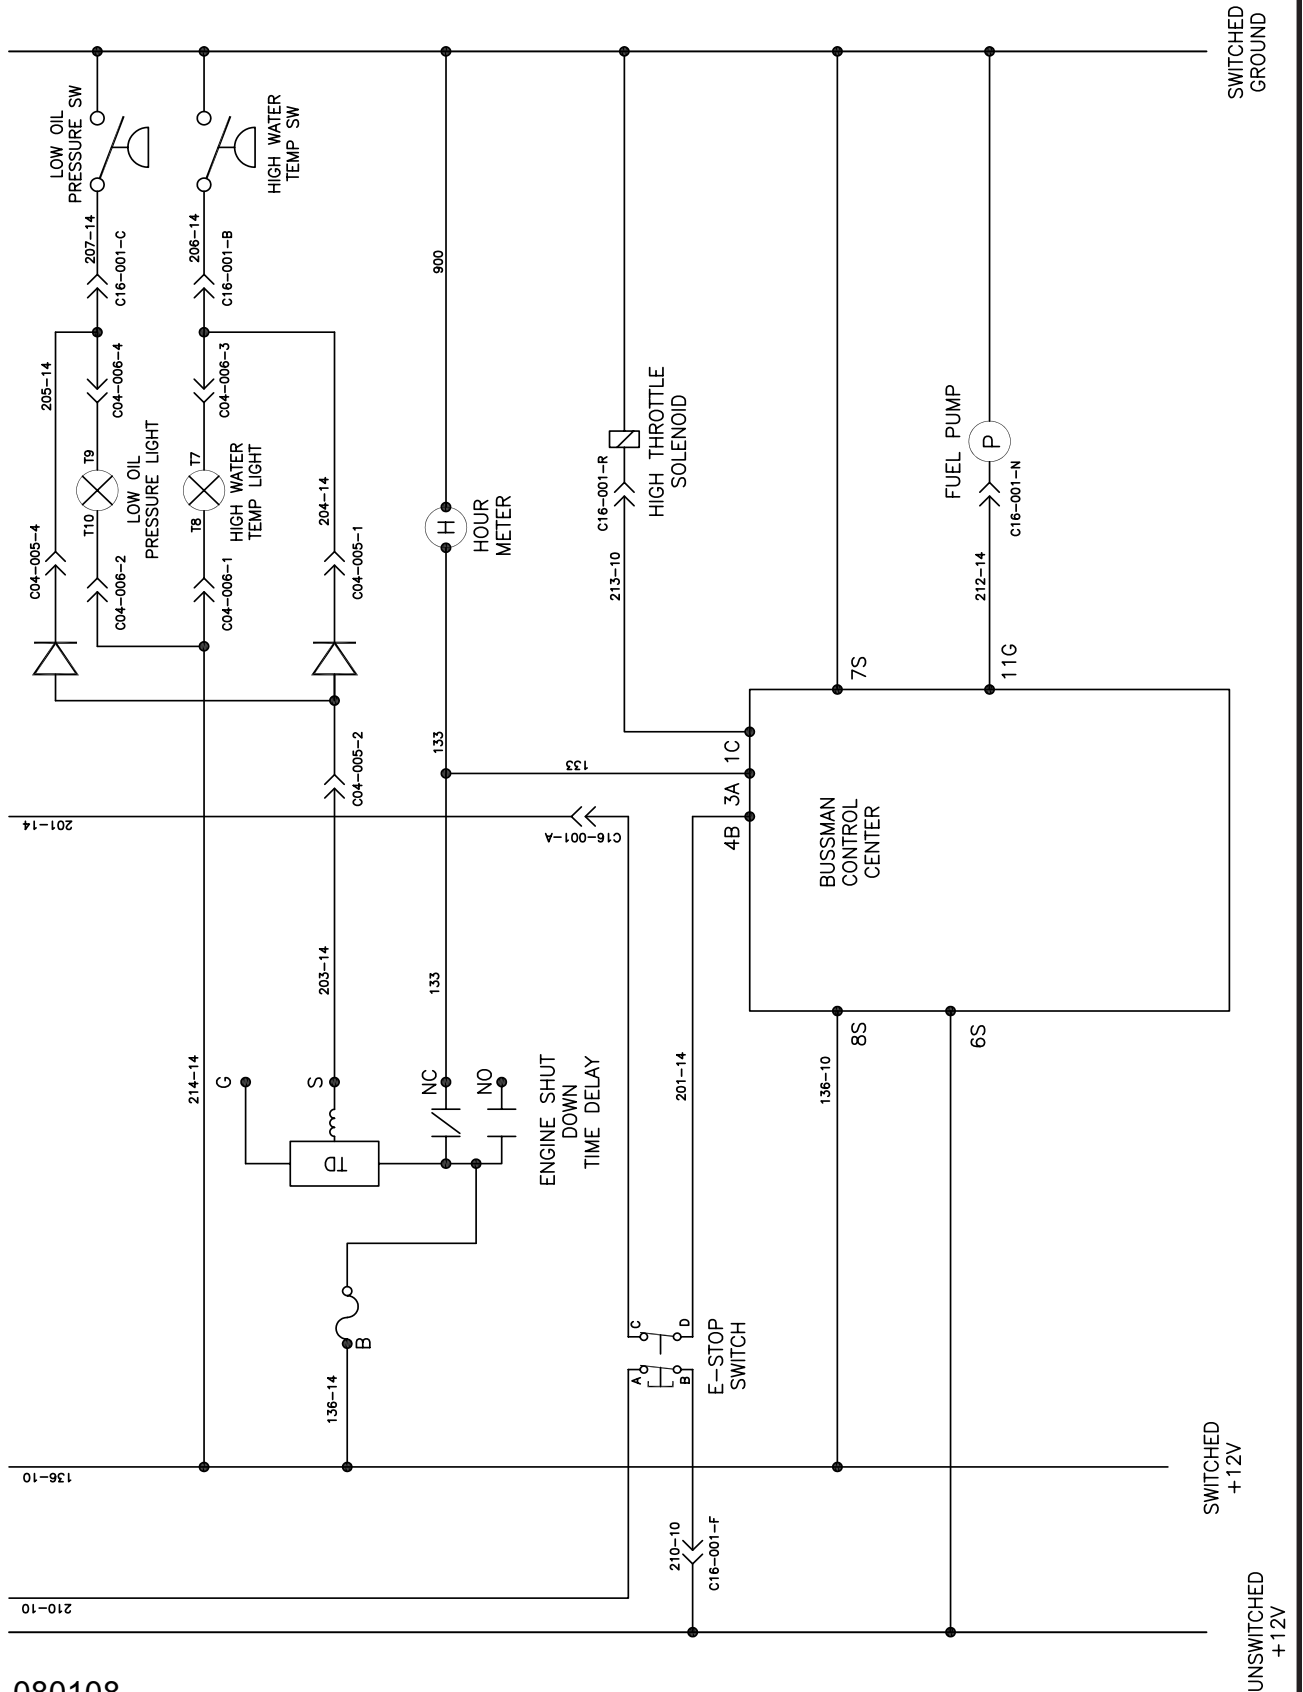 SWITCHED
GROUND
LOW OIL
PRESSURE SW
HIGH WATER
TEMP SW
207-14
C16-001-C
206-14
C16-001-B
900
205-14
C04-006-4
C04-006-3
T9
LOW OIL
PRESSURE LIGHT
T10
T7
HIGH WATER
TEMP LIGHT
T8
204-14
C04-005-4
C04-006-2
C04-006-1
C04-005-1
H
HOUR
METER
C16-001-R
HIGH THROTTLE
SOLENOID
213-10
FUEL PUMP
P
C16-001-N
212-14
7S
11G
133
133
1C
3A
4B
C04-005-2
201-14
C16-001-A
BUSSMAN
CONTROL
CENTER
203-14
133
214-14
G
S
NC
NO
TD
ENGINE SHUT
DOWN
TIME DELAY
201-14
136-10
8S
6S
B
136-14
C
D
A
B
E-STOP
SWITCH
136-10
SWITCHED
+12V
210-10
C16-001-F
210-10
UNSWITCHED
+12V
080108